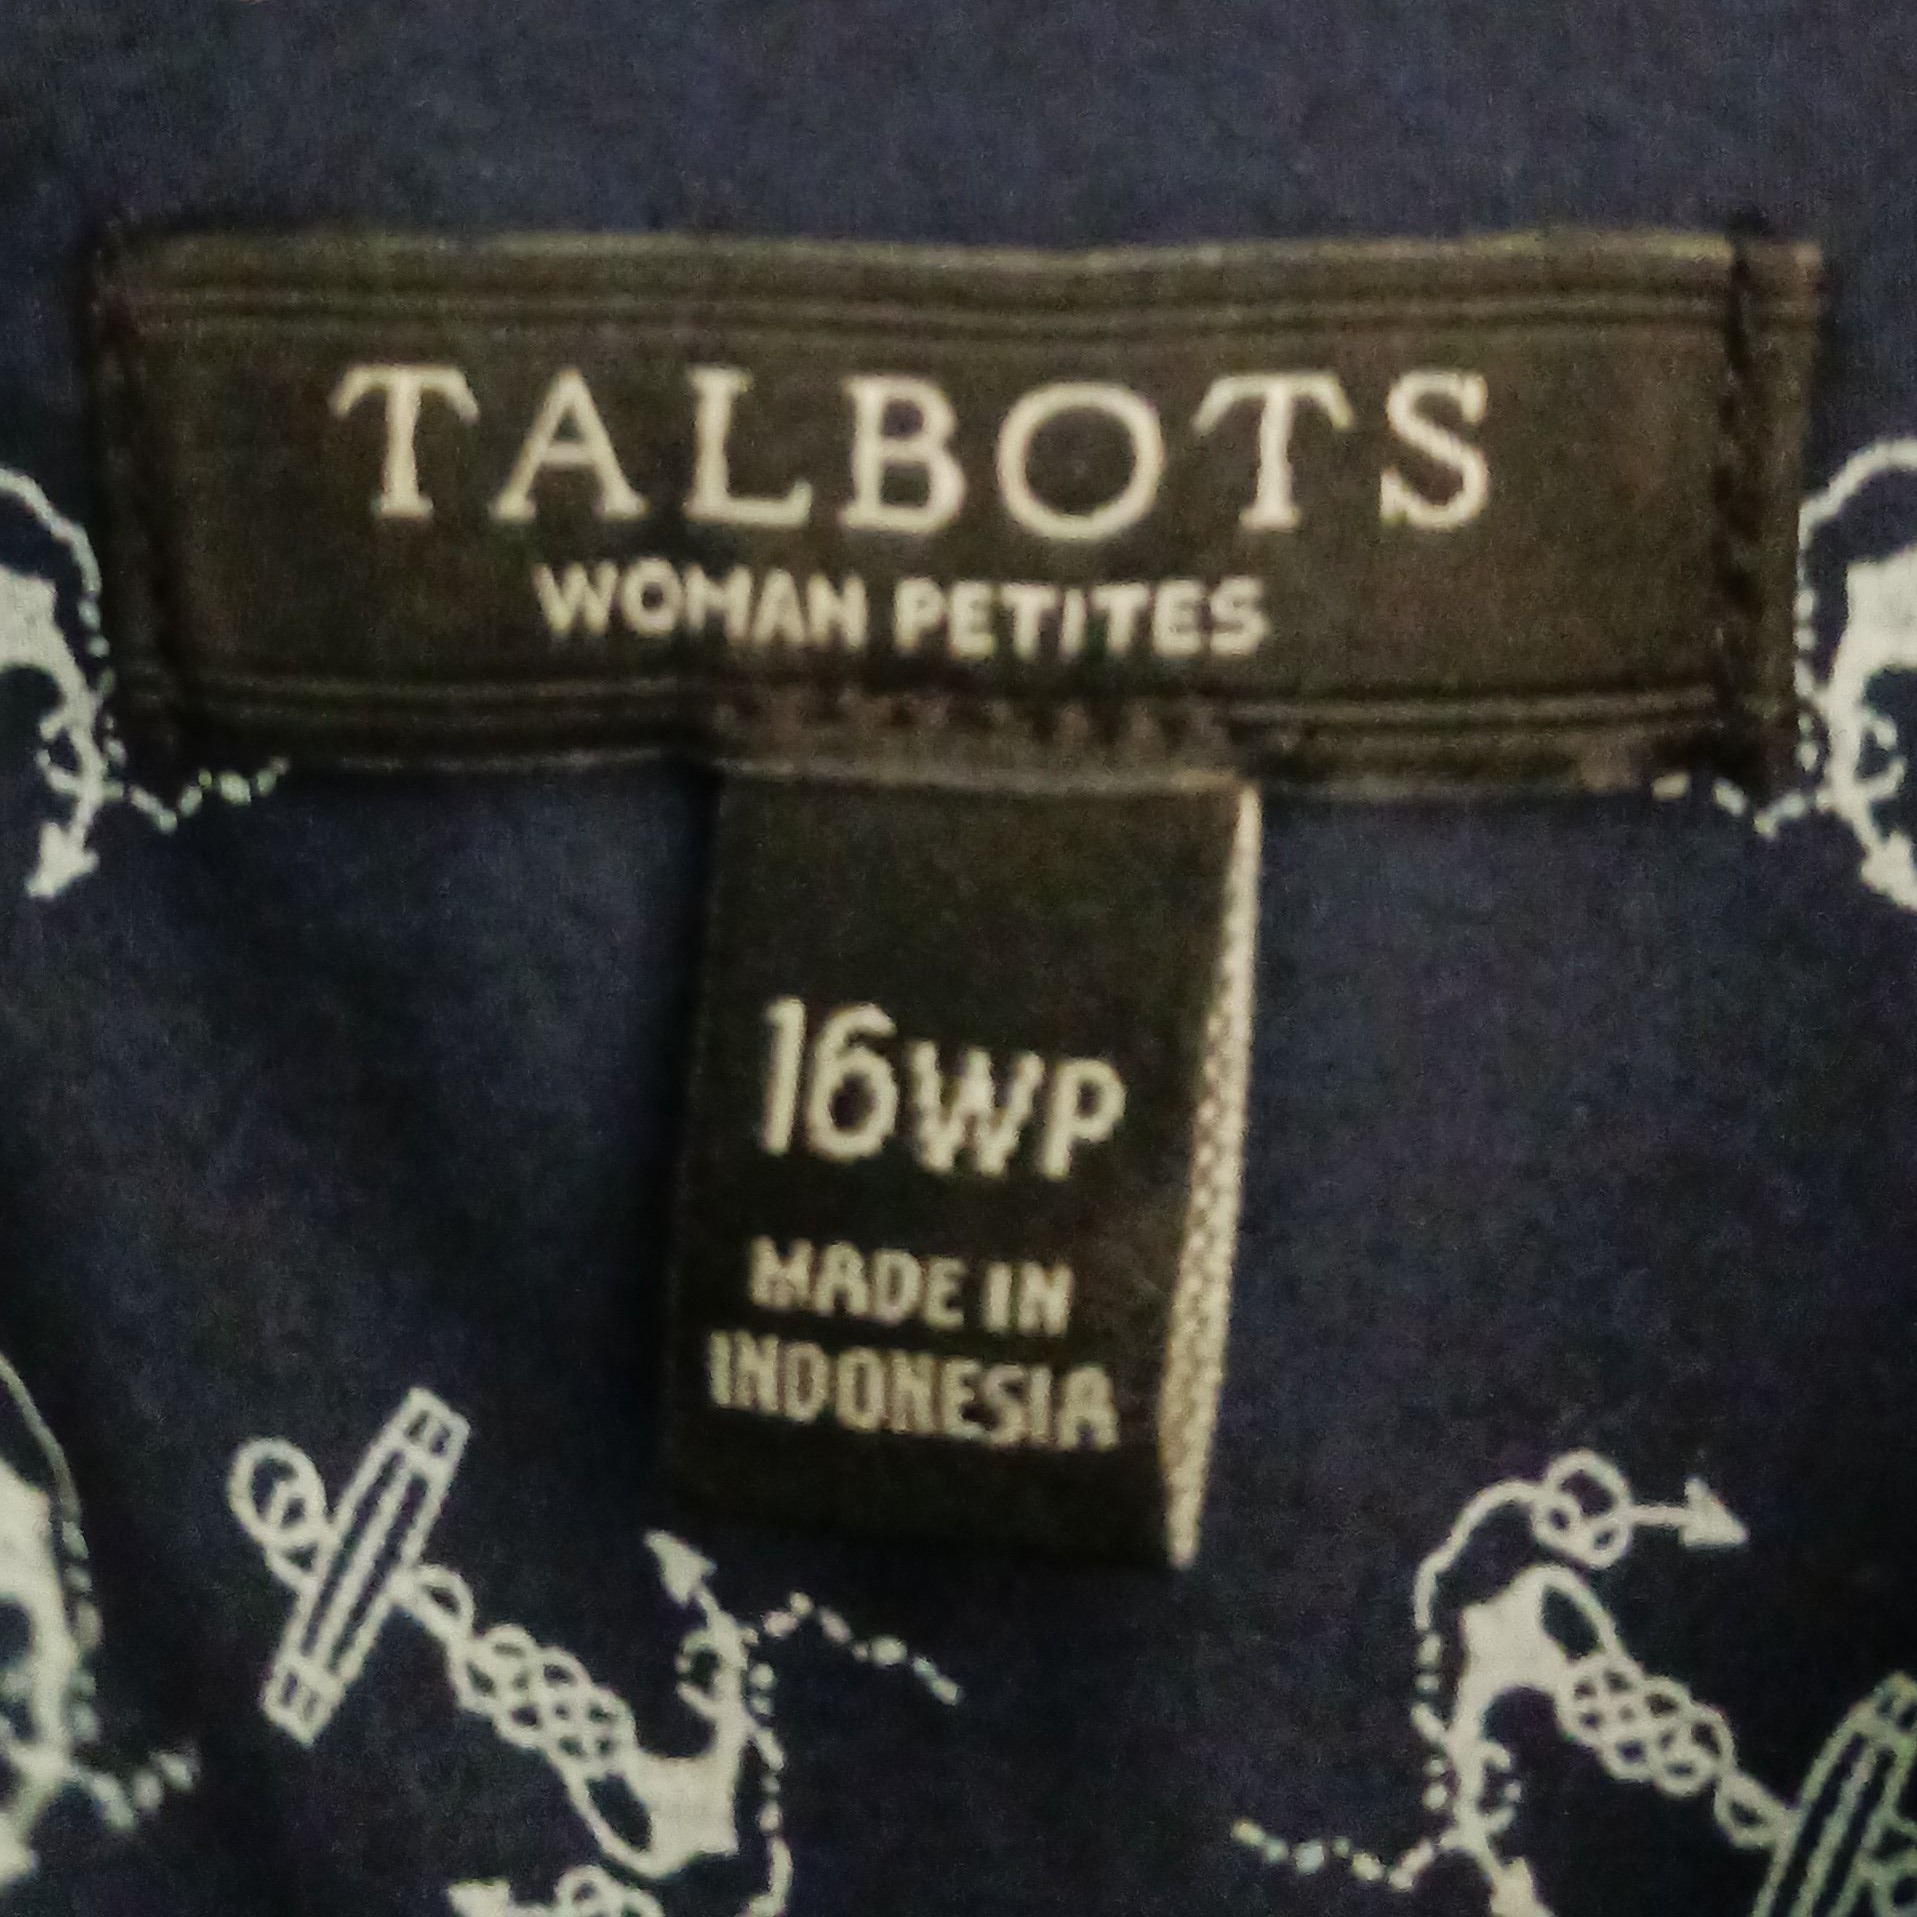 TALBOTS
WOMAN PETITES
16WP
MADE IN
INDONESIA